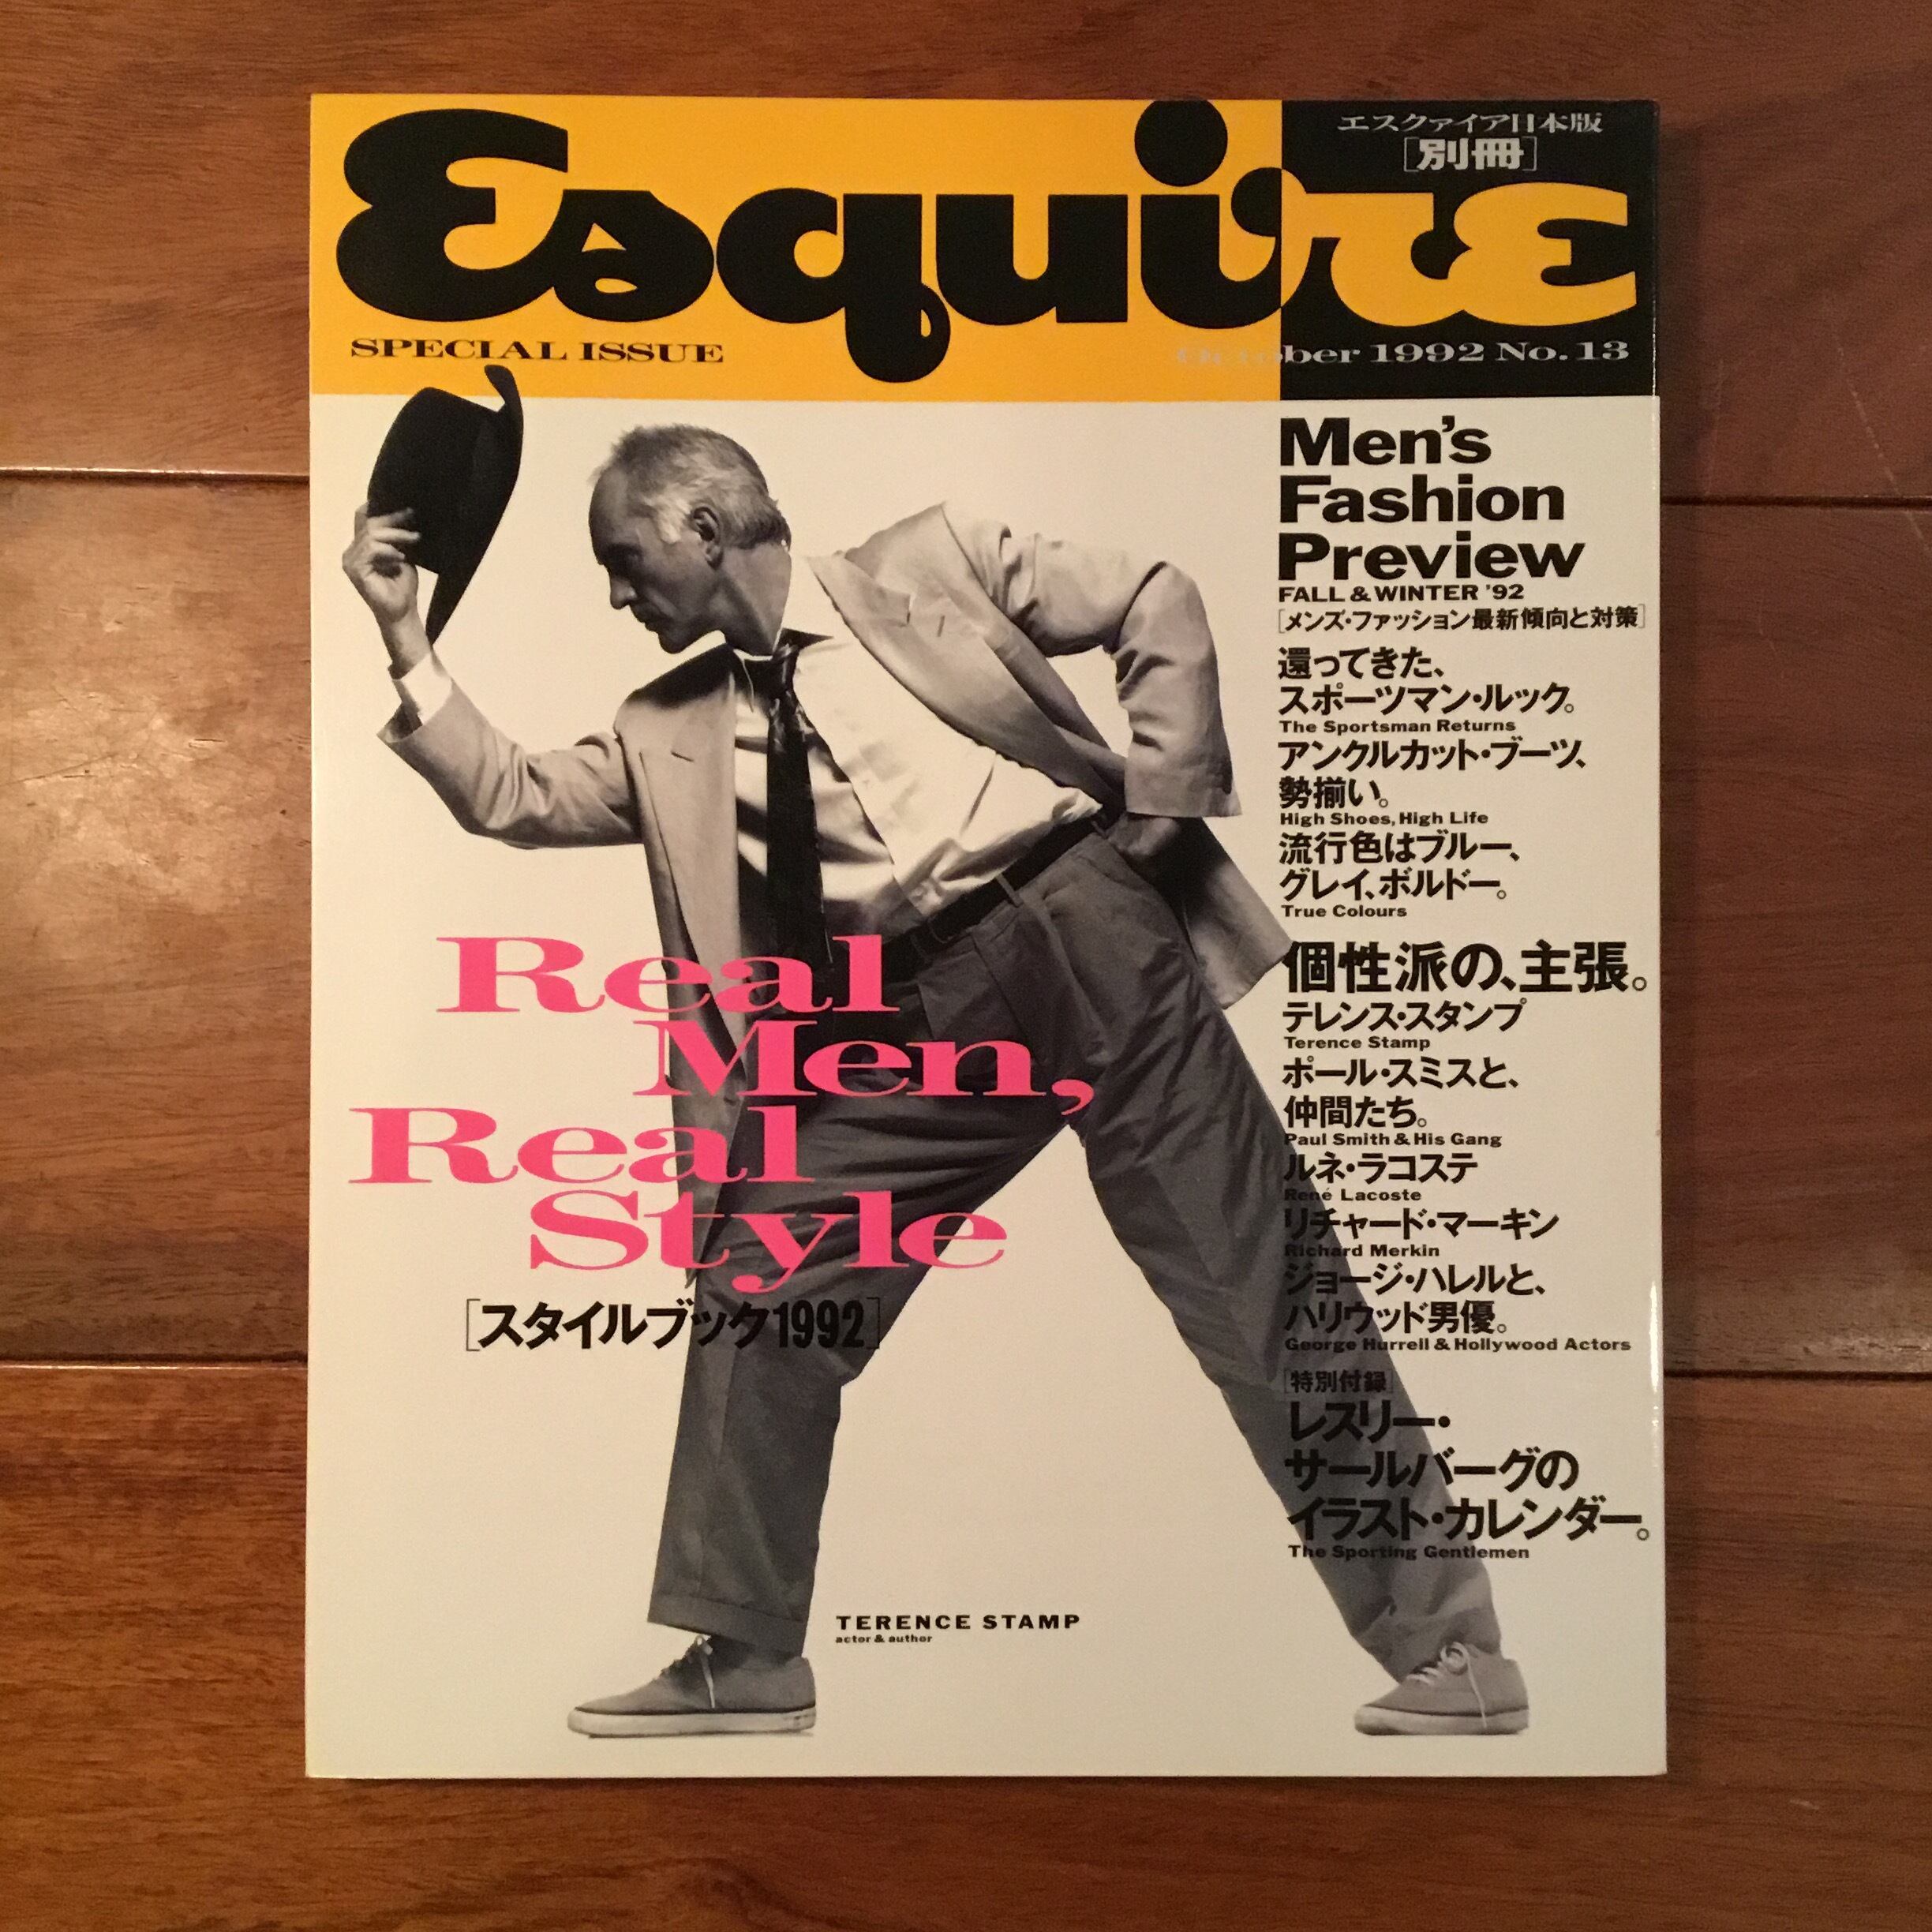 エスクァイア日本版
[別冊]
Esquire
SPECIAL ISSUE
October 1992 No.13
Men's
Fashion
Preview
FALL & WINTER '92
[メンズ・ファッション最新傾向と対策]
還ってきた、
スポーツマン・ルック。
The Sportsman Returns
アンクルカット・ブーツ、
勢揃い。
High Shoes, High Life
流行色はブルー、
グレイ、ボルドー。
True Colours
個性派の、主張。
テレンス・スタンプ
Terence Stamp
ポール・スミスと、
仲間たち。
Paul Smith & His Gang
ルネ・ラコステ
René Lacoste
リチャード・マーキン
Richard Merkin
ジョージ・ハレルと、
ハリウッド男優。
George Hurrell & Hollywood Actors
[特別付録]
レスリー・
サールバーグの
イラスト・カレンダー。
The Sporting Gentlemen
Real
Men,
Real
Style
[スタイルブック1992]
TERENCE STAMP
actor & author